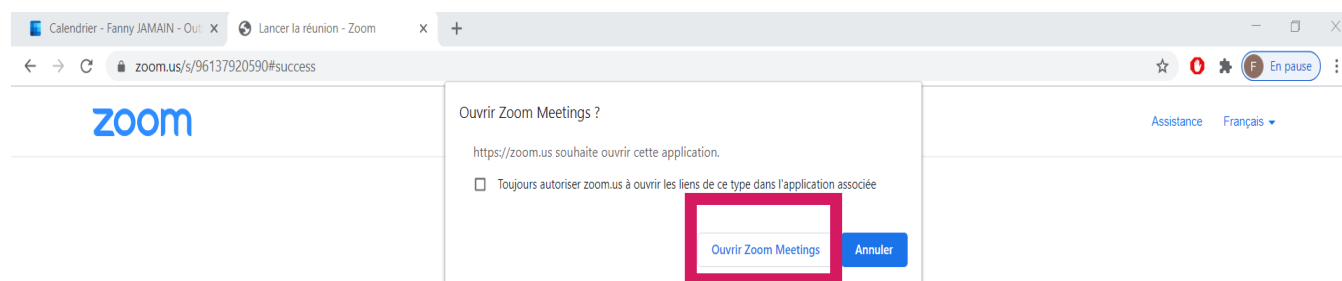 Calendrier - Fanny JAMAIN - Out
Lancer la réunion - Zoom
zoom.us/s/96137920590#success
F En pause
zoom
Assistance Français
Ouvrir Zoom Meetings ?
https://zoom.us souhaite ouvrir cette application.
Toujours autoriser zoom.us à ouvrir les liens de ce type dans l'application associée
Ouvrir Zoom Meetings
Annuler